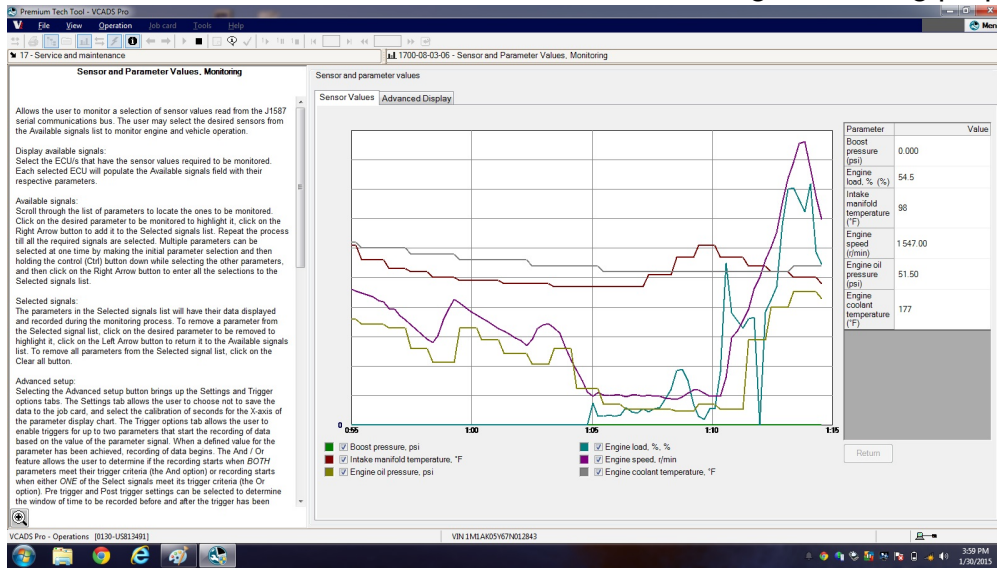 Premium Tech Tool - VCADS Pro
File View Operation Job card Tools Help
Men
17 - Service and maintenance
1700-08-03-06 - Sensor and Parameter Values, Monitoring
Sensor and Parameter Values, Monitoring
Allows the user to monitor a selection of sensor values read from the J1587
serial communications bus. The user may select the desired sensors from
the Available signals list to monitor engine and vehicle operation.
Display available signals:
Select the ECU/s that have the sensor values required to be monitored.
Each selected ECU will populate the Available signals field with their
respective parameters.
Available signals:
Scroll through the list of parameters to locate the ones to be monitored.
Click on the desired parameter to be monitored to highlight it, click on the
Right Arrow button to add it to the Selected signals list. Repeat the process
till all the required signals are selected. Multiple parameters can be
selected at one time by making the initial parameter selection and then
holding the control (Ctrl) button down while selecting the other parameters,
and then click on the Right Arrow button to enter all the selections to the
Selected signals list.
Selected signals:
The parameters in the Selected signals list will have their data displayed
and recorded during the monitoring process. To remove a parameter from
the Selected signal list, click on the desired parameter to be removed to
highlight it, click on the Left Arrow button to return it to the Available signals
list. To remove all parameters from the Selected signal list, click on the
Clear all button.
Advanced setup:
Selecting the Advanced setup button brings up the Settings and Trigger
options tabs. The Settings tab allows the user to choose not to save the
data to the job card, and select the calibration of seconds for the X-axis of
the parameter display chart. The Trigger options tab allows the user to
enable triggers for up to two parameters that start the recording of data
based on the value of the parameter signal. When a defined value for the
parameter has been achieved, recording of data begins. The And / Or
feature allows the user to determine if the recording starts when BOTH
parameters meet their trigger criteria (the And option) or recording starts
when either ONE of the Select signals meet its trigger criteria (the Or
option). Pre trigger and Post trigger settings can be selected to determine
the window of time to be recorded before and after the trigger has been
Sensor and parameter values
Sensor Values Advanced Display
0
0:55 1:00 1:05 1:10 1:15
Boost pressure, psi
Intake manifold temperature, °F
Engine oil pressure, psi
Engine load, %, %
Engine speed, r/min
Engine coolant temperature, °F
Parameter Value
Boost
pressure
(psi) 0.000
Engine
load, % (%) 54.5
Intake
manifold
temperature
(°F) 98
Engine
speed
(r/min) 1547.00
Engine oil
pressure
(psi) 51.50
Engine
coolant
temperature
(°F) 177
Return
VCADS Pro - Operations [0130-US813491]
VIN 1M1AK05Y67N012843
3:59 PM
1/30/2015